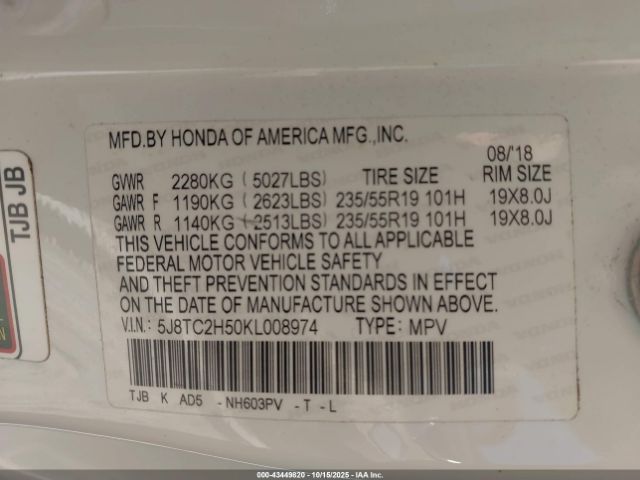 MFD.BY HONDA OF AMERICA MFG.,INC.
08/'18
GVWR 2280KG (5027LBS) TIRE SIZE RIM SIZE
GAWR F 1190KG (2623LBS) 235/55R19 101H 19X8.0J
GAWR R 1140KG (2513LBS) 235/55R19 101H 19X8.0J
THIS VEHICLE CONFORMS TO ALL APPLICABLE
FEDERAL MOTOR VEHICLE SAFETY
AND THEFT PREVENTION STANDARDS IN EFFECT
ON THE DATE OF MANUFACTURE SHOWN ABOVE.
V.I.N.: 5J8TC2H50KL008974 TYPE: MPV
TJB K AD5 -NH603PV -T -L
TJB JB
000-43449820 - 10/15/2025 - IAA Inc.